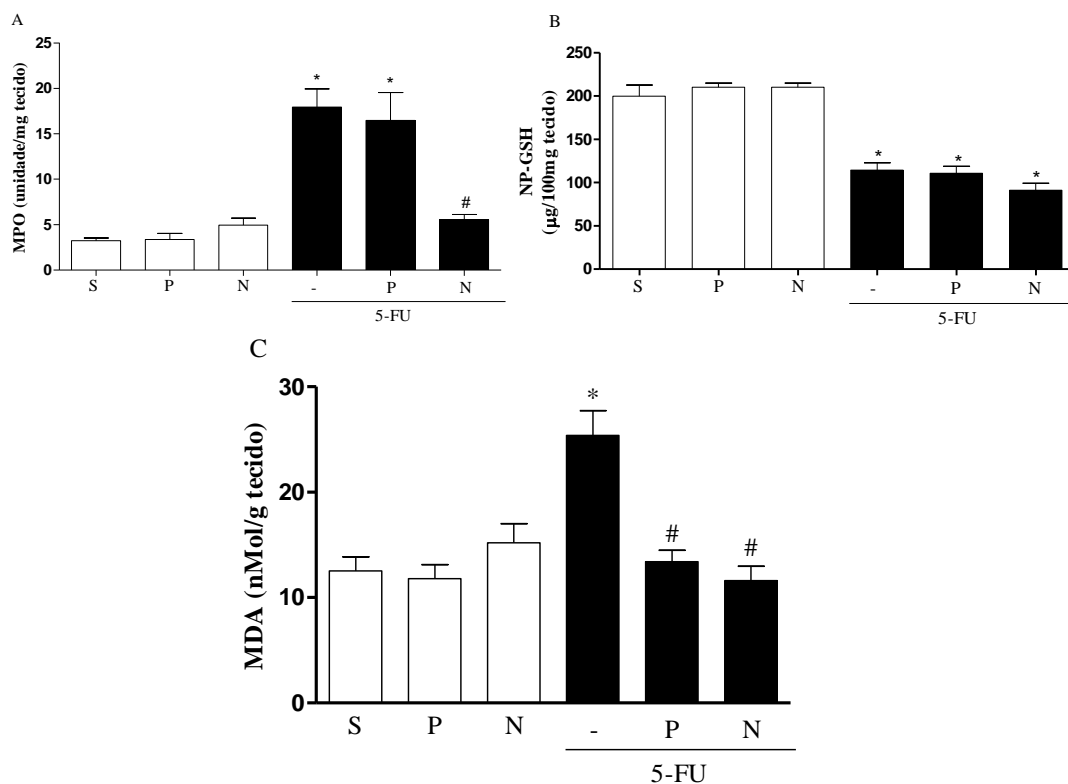 A
MPO (unidade/mg tecido)
25
20
15
10
5
0
* *
#
S P N - P N
5-FU
B
NP-GSH
(µg/100mg tecido)
250
200
150
100
50
0
* * *
S P N - P N
5-FU
C
MDA (nMol/g tecido)
30
20
10
0
*
# #
S P N - P N
5-FU